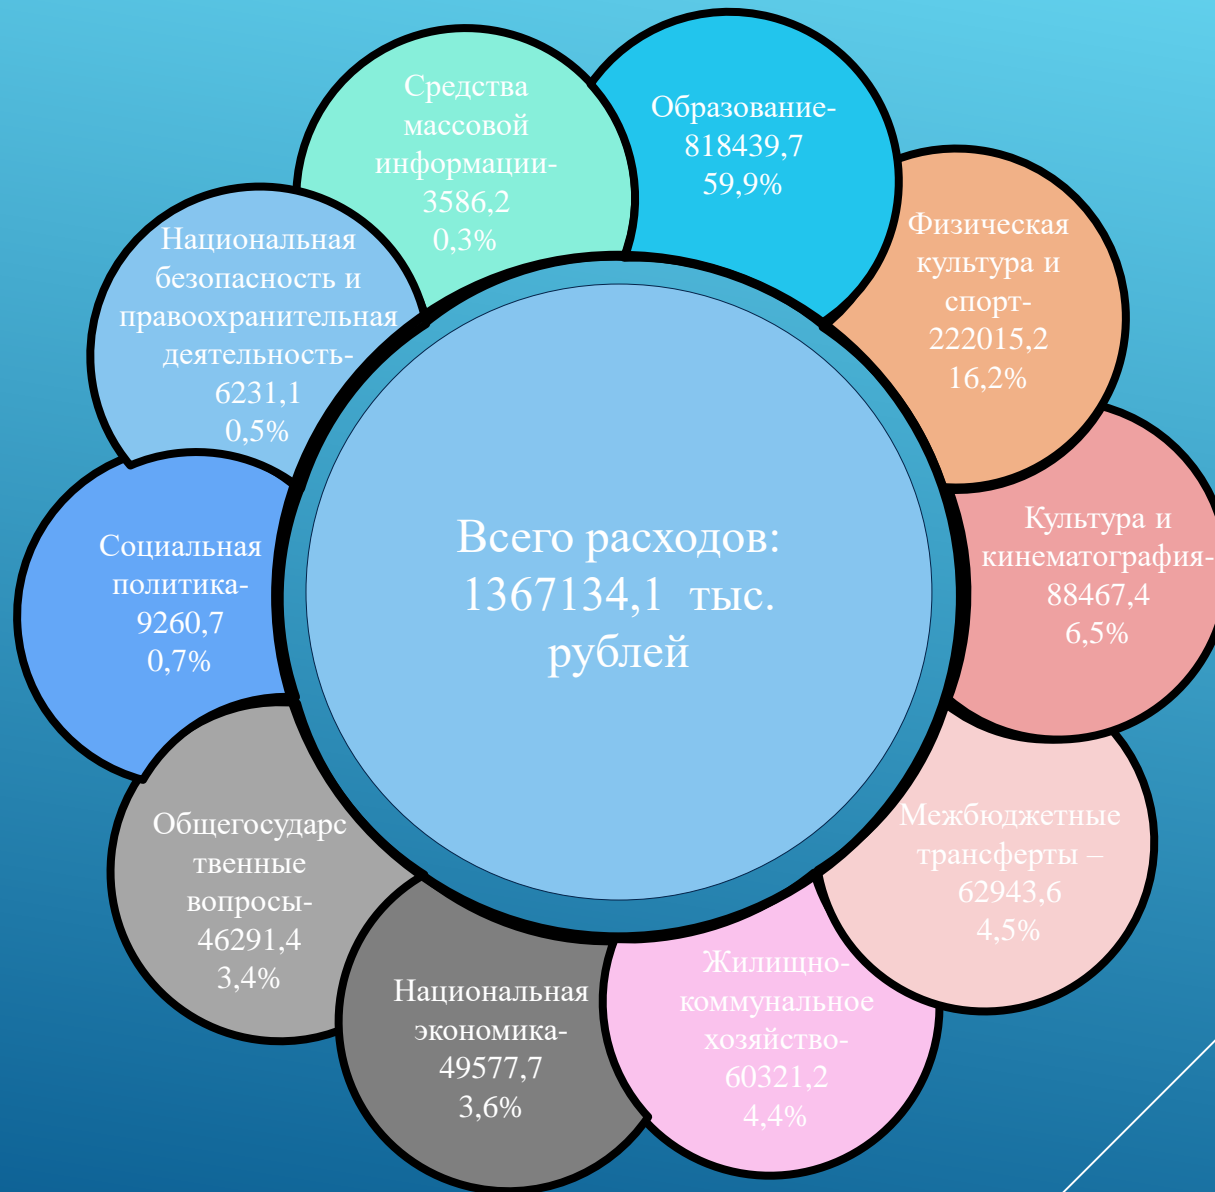 Средства
массовой
информации-
3586,2
0,3%
Образование-
818439,7
59,9%
Физическая
культура и
спорт-
222015,2
16,2%
Национальная
безопасность и
правоохранительная
деятельность-
6231,1
0,5%
Культура и
кинематография-
88467,4
6,5%
Всего расходов:
1367134,1 тыс.
рублей
Социальная
политика-
9260,7
0,7%
Межбюджетные
трансферты –
62943,6
4,5%
Общегосударс
твенные
вопросы-
46291,4
3,4%
Жилищно-
коммунальное
хозяйство-
60321,2
4,4%
Национальная
экономика-
49577,7
3,6%